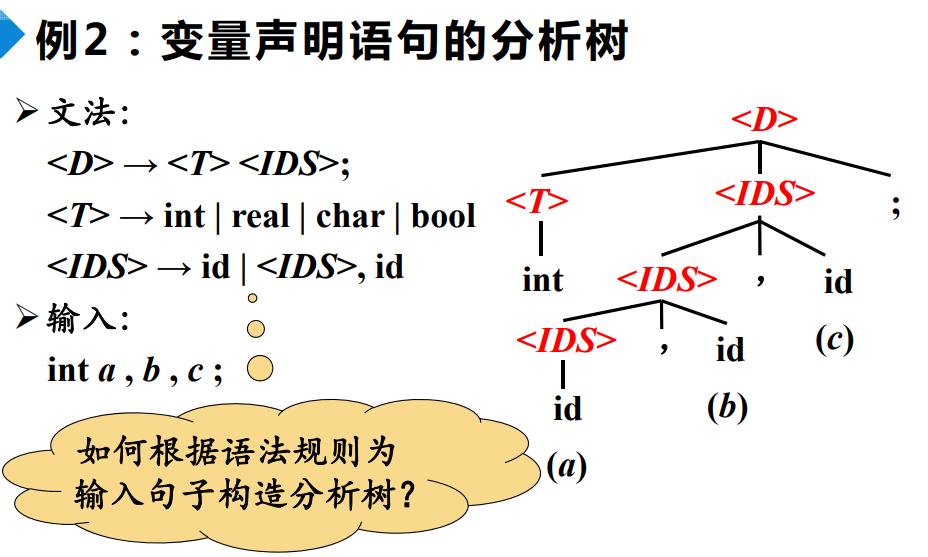 例2：变量声明语句的分析树
文法：
<D> → <T> <IDS>;
<T> → int | real | char | bool
<IDS> → id | <IDS>, id
输入：
int a , b , c ;
如何根据语法规则为
输入句子构造分析树？
<D>
<T> <IDS> ;
int <IDS> , id
<IDS> , id (c)
id (b)
(a)